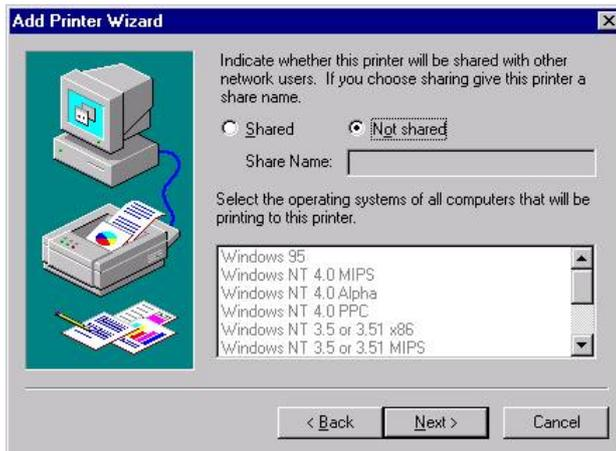 Add Printer Wizard
Indicate whether this printer will be shared with other
network users. If you choose sharing give this printer a
share name.
Shared Not shared
Share Name:
Select the operating systems of all computers that will be
printing to this printer.
Windows 95
Windows NT 4.0 MIPS
Windows NT 4.0 Alpha
Windows NT 4.0 PPC
Windows NT 3.5 or 3.51 x86
Windows NT 3.5 or 3.51 MIPS
< Back Next > Cancel